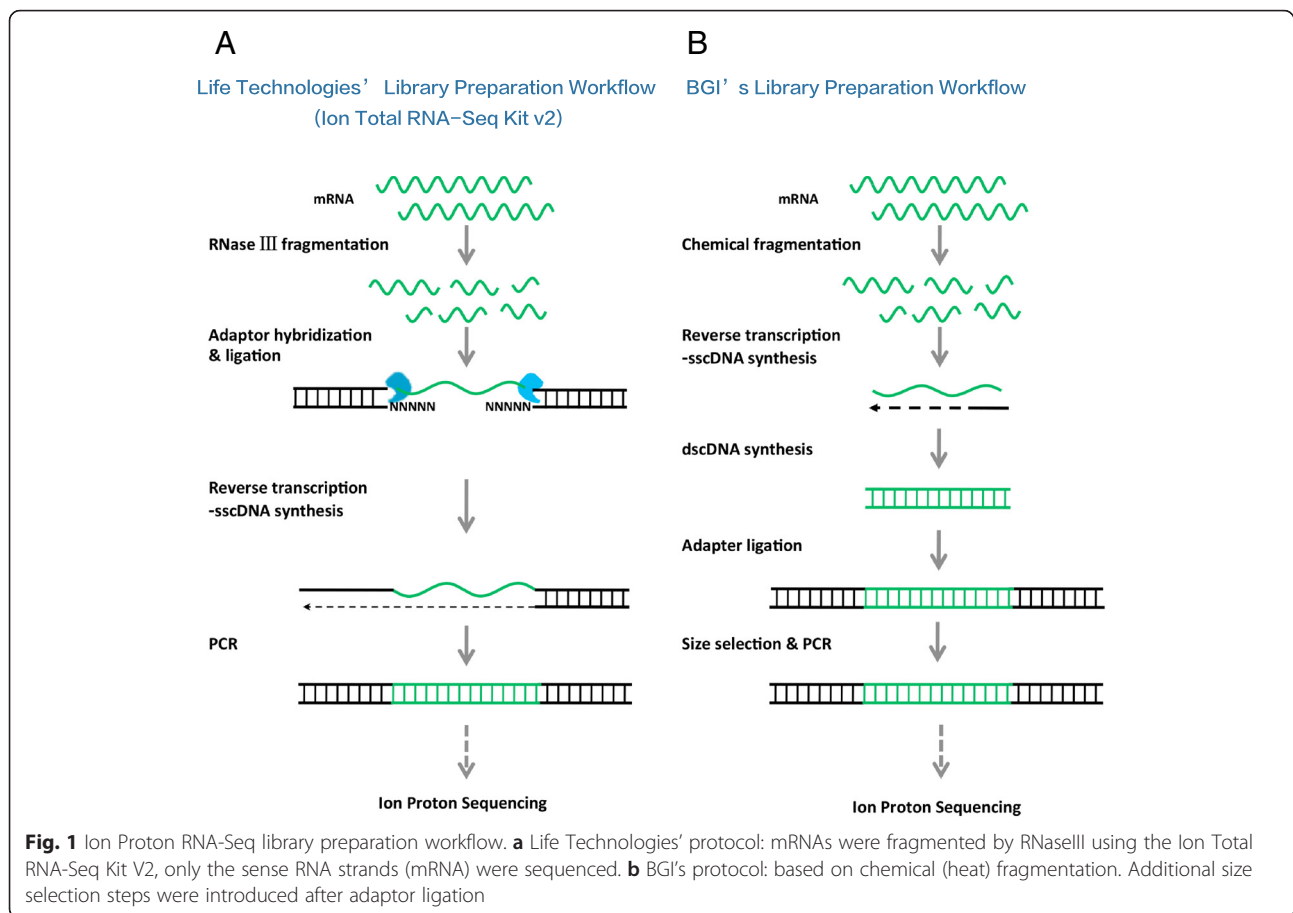 A
Life Technologies’ Library Preparation Workflow
(Ion Total RNA-Seq Kit v2)
mRNA
RNase III fragmentation
Adaptor hybridization
& ligation
NNNNN NNNNN
Reverse transcription
-sscDNA synthesis
PCR
Ion Proton Sequencing
B
BGI’s Library Preparation Workflow
mRNA
Chemical fragmentation
Reverse transcription
-sscDNA synthesis
dscDNA synthesis
Adapter ligation
Size selection & PCR
Ion Proton Sequencing
Fig. 1 Ion Proton RNA-Seq library preparation workflow. a Life Technologies’ protocol: mRNAs were fragmented by RNaseIII using the Ion Total
RNA-Seq Kit V2, only the sense RNA strands (mRNA) were sequenced. b BGI’s protocol: based on chemical (heat) fragmentation. Additional size
selection steps were introduced after adaptor ligation